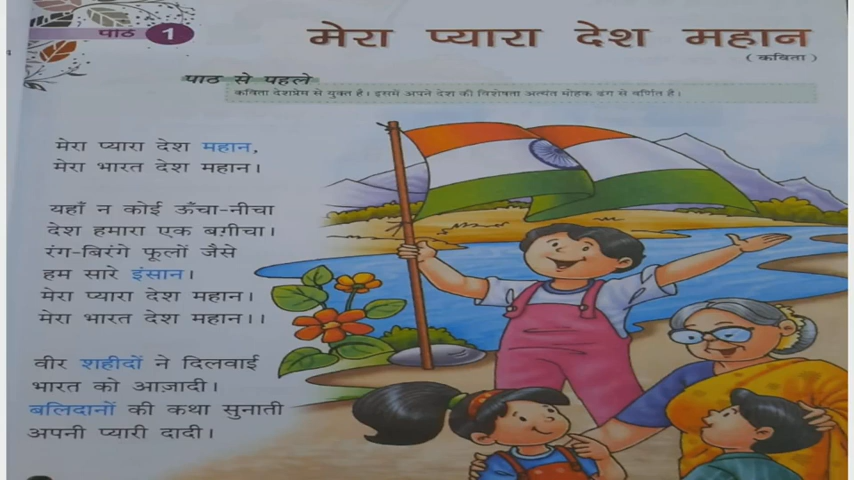 पाठ 1
मेरा प्यारा देश महान
(कविता)
पाठ से पहले
कविता देशप्रेम से युक्त है। इसमें अपने देश की विशेषता अत्यंत मोहक ढंग से वर्णित है।
मेरा प्यारा देश महान,
मेरा भारत देश महान।
यहाँ न कोई ऊँचा-नीचा
देश हमारा एक बग़ीचा।
रंग-बिरंगे फूलों जैसे
हम सारे इंसान।
मेरा प्यारा देश महान।
मेरा भारत देश महान।।
वीर शहीदों ने दिलवाई
भारत को आज़ादी।
बलिदानों की कथा सुनाती
अपनी प्यारी दादी।